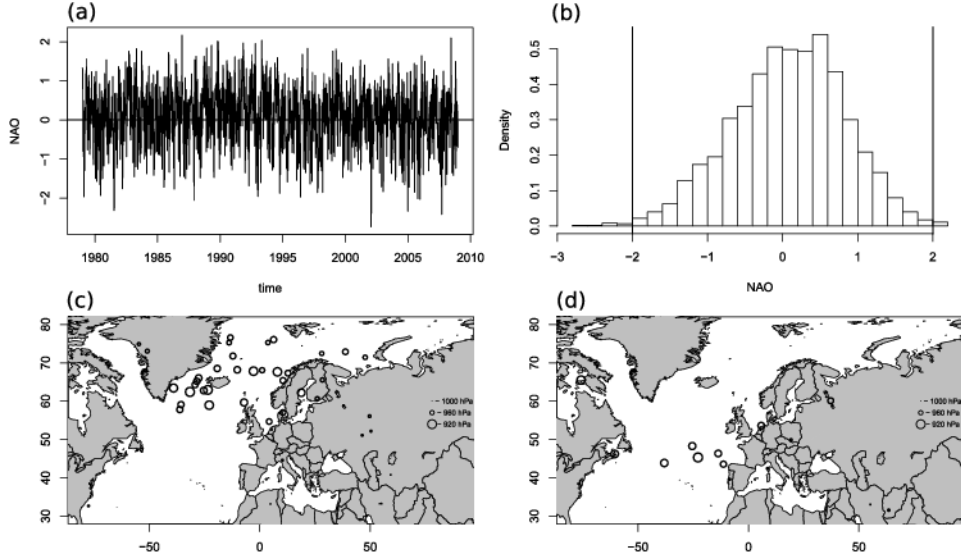 (a)
NAO
2
1
0
−1
−2
1980 1985 1990 1995 2000 2005 2010
time
(b)
Density
0.5
0.4
0.3
0.2
0.1
0.0
−3 −2 −1 0 1 2
NAO
(c)
80
70
60
50
40
30
− 1000 hPa
− 960 hPa
− 920 hPa
−50 0 50
(d)
80
70
60
50
40
30
− 1000 hPa
− 960 hPa
− 920 hPa
−50 0 50